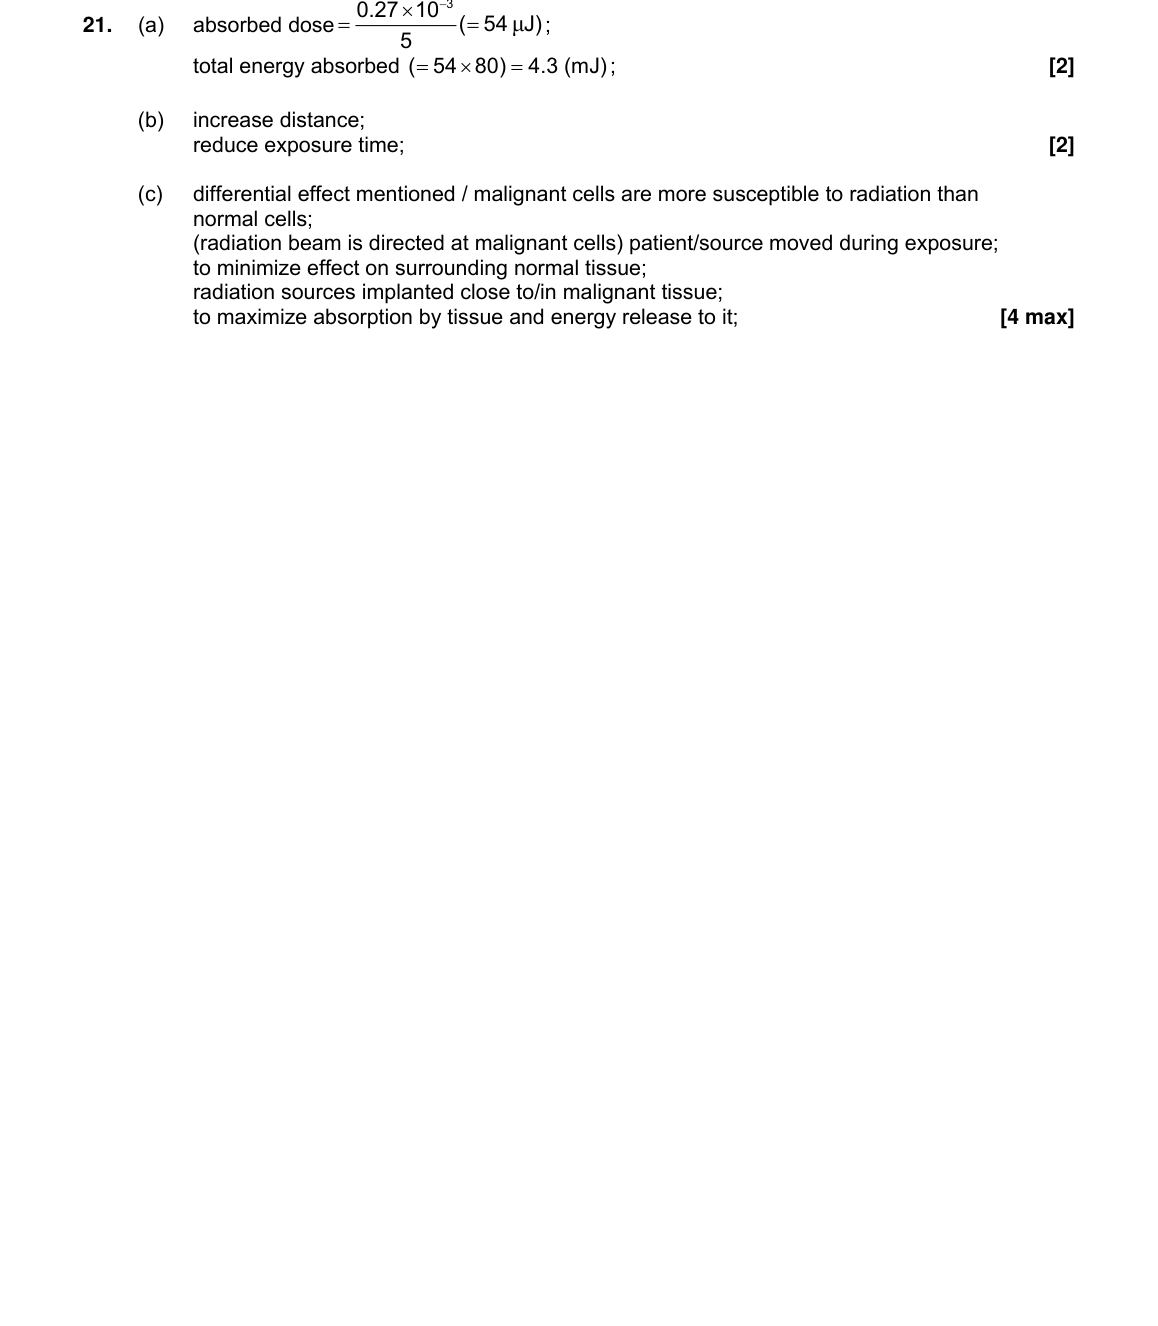 21. (a) absorbed dose = 0.27×10⁻³ / 5 (= 54 μJ);
total energy absorbed (= 54 × 80) = 4.3 (mJ); [2]
(b) increase distance;
reduce exposure time; [2]
(c) differential effect mentioned / malignant cells are more susceptible to radiation than
normal cells;
(radiation beam is directed at malignant cells) patient/source moved during exposure;
to minimize effect on surrounding normal tissue;
radiation sources implanted close to/in malignant tissue;
to maximize absorption by tissue and energy release to it; [4 max]